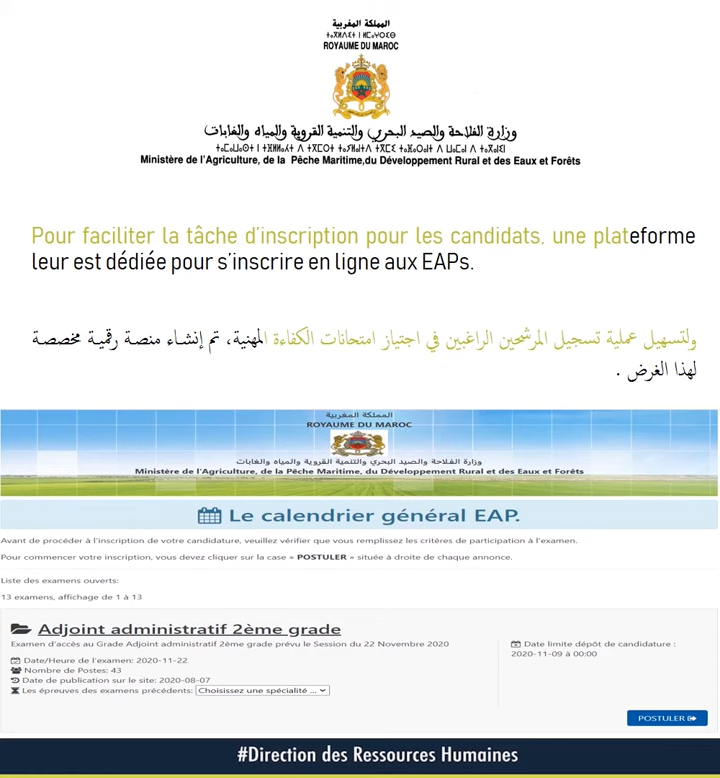 المملكة المغربية
ⵜⴰⴳⵍⴷⵉⵜ ⵏ ⵍⵎⵖⵔⵉⴱ
ROYAUME DU MAROC
وزارة الفلاحة والصيد البحري والتنمية القروية والمياه والغابات
Ministère de l'Agriculture, de la Pêche Maritime,du Développement Rural et des Eaux et Forêts
Pour faciliter la tâche d'inscription pour les candidats, une plateforme
leur est dédiée pour s'inscrire en ligne aux EAPs.
ولتسهيل عملية تسجيل المرشحين الراغبين في اجتياز امتحانات الكفاءة المهنية، تم إنشاء منصة رقمية مخصصة
لهذا الغرض .
المملكة المغربية
ROYAUME DU MAROC
وزارة الفلاحة والصيد البحري والتنمية القروية والمياه والغابات
Ministère de l'Agriculture, de la Pêche Maritime, du Développement Rural et des Eaux et Forêts
Le calendrier général EAP.
Avant de procéder à l'inscription de votre candidature, veuillez vérifier que vous remplissez les critères de participation à l'examen.
Pour commencer votre inscription, vous devez cliquer sur la case « POSTULER » située à droite de chaque annonce.
Liste des examens ouverts:
13 examens, affichage de 1 à 13
Adjoint administratif 2ème grade
Examen d'accès au Grade Adjoint administratif 2ème grade prévu le Session du 22 Novembre 2020
Date/Heure de l'examen: 2020-11-22
Nombre de Postes: 43
Date de publication sur le site: 2020-08-07
Les épreuves des examens précédents: Choisissez une spécialité ...
Date limite dépôt de candidature :
2020-11-09 à 00:00
POSTULER
#Direction des Ressources Humaines